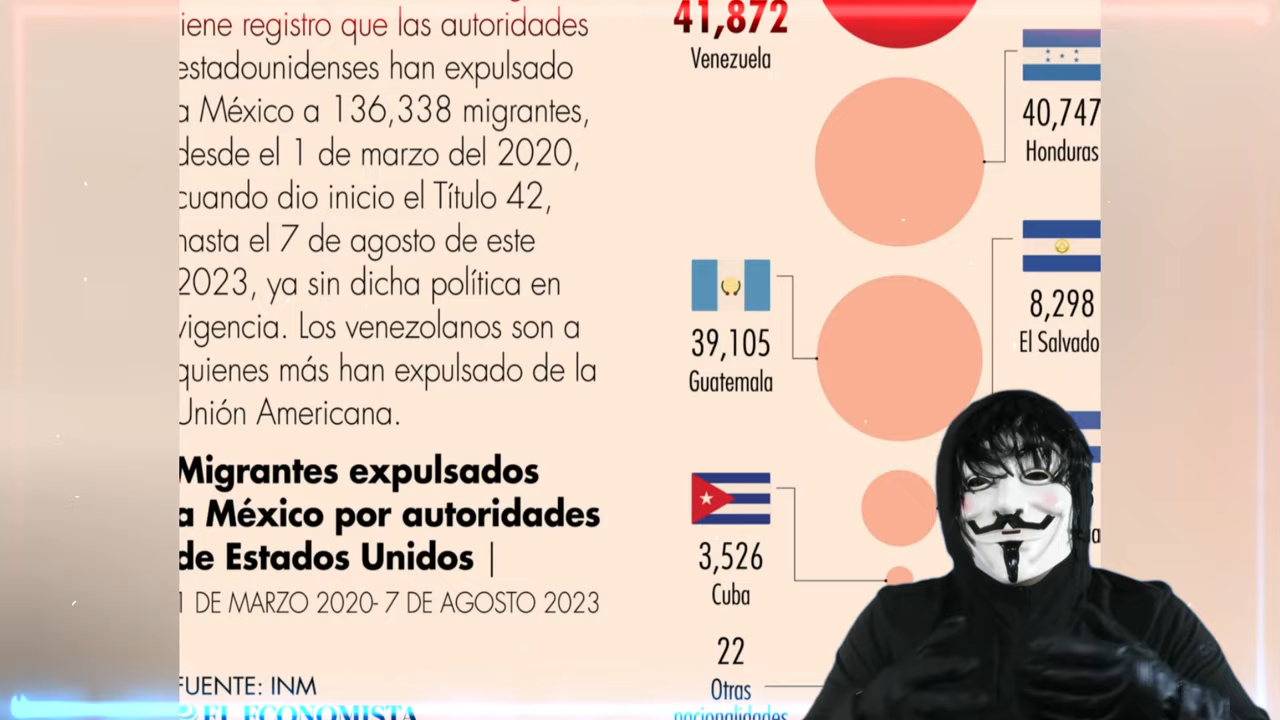 iene registro que las autoridades
estadounidenses han expulsado
a México a 136,338 migrantes,
desde el 1 de marzo del 2020,
cuando dio inicio el Título 42,
hasta el 7 de agosto de este
2023, ya sin dicha política en
vigencia. Los venezolanos son a
quienes más han expulsado de la
Unión Americana.
Migrantes expulsados
a México por autoridades
de Estados Unidos |
1 DE MARZO 2020- 7 DE AGOSTO 2023
FUENTE: INM
EL ECONOMISTA
41,872
Venezuela
40,747
Honduras
39,105
Guatemala
8,298
El Salvado
3,526
Cuba
22
Otras
nacionalidades